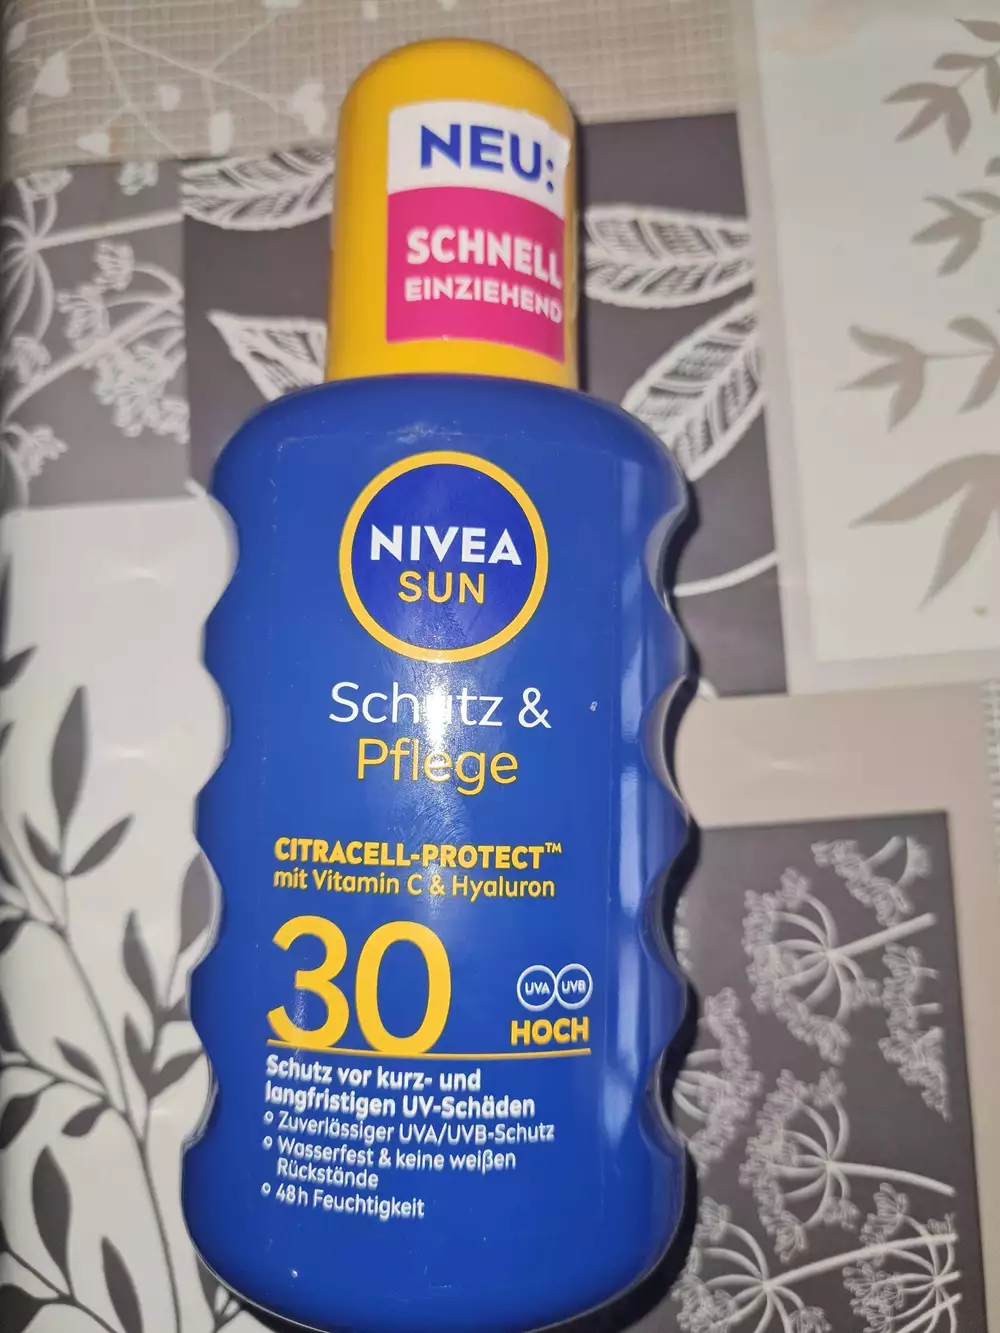 NEU:
SCHNELL
EINZIEHEND
NIVEA
SUN
Schutz &
Pflege
CITRACELL-PROTECT™
mit Vitamin C & Hyaluron
30
UVA UVB
HOCH
Schutz vor kurz- und
langfristigen UV-Schäden
° Zuverlässiger UVA/UVB-Schutz
° Wasserfest & keine weißen
Rückstände
° 48h Feuchtigkeit